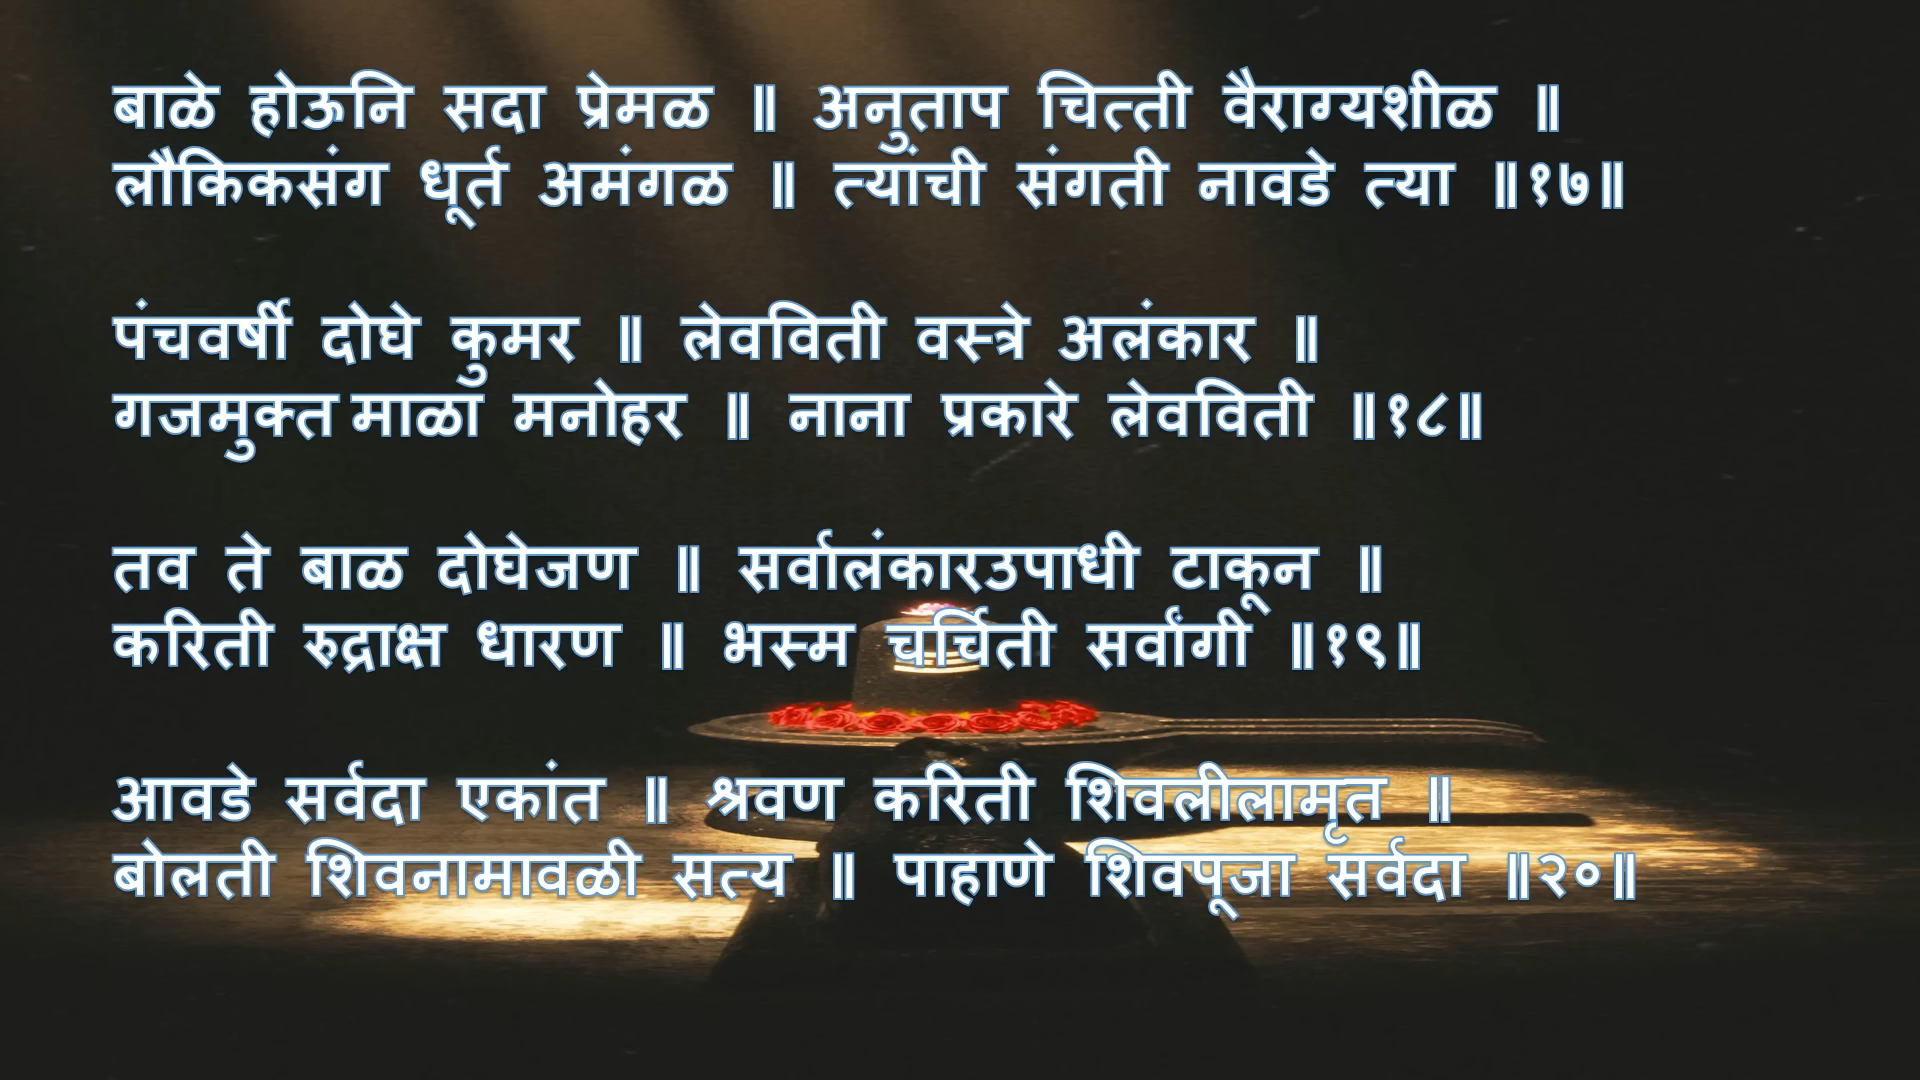 बाळे होऊनि सदा प्रेमळ ॥ अनुताप चित्ती वैराग्यशीळ ॥
लौकिकसंग धूर्त अमंगळ ॥ त्यांची संगती नावडे त्या ॥१७॥
पंचवर्षी दोघे कुमर ॥ लेवविती वस्त्रे अलंकार ॥
गजमुक्त माळा मनोहर ॥ नाना प्रकारे लेवविती ॥१८॥
तव ते बाळ दोघेजण ॥ सर्वालंकारउपाधी टाकून ॥
करिती रुद्राक्ष धारण ॥ भस्म चर्चिती सर्वांगी ॥१९॥
आवडे सर्वदा एकांत ॥ श्रवण करिती शिवलीलामृत ॥
बोलती शिवनामावळी सत्य ॥ पाहाणे शिवपूजा सर्वदा ॥२०॥